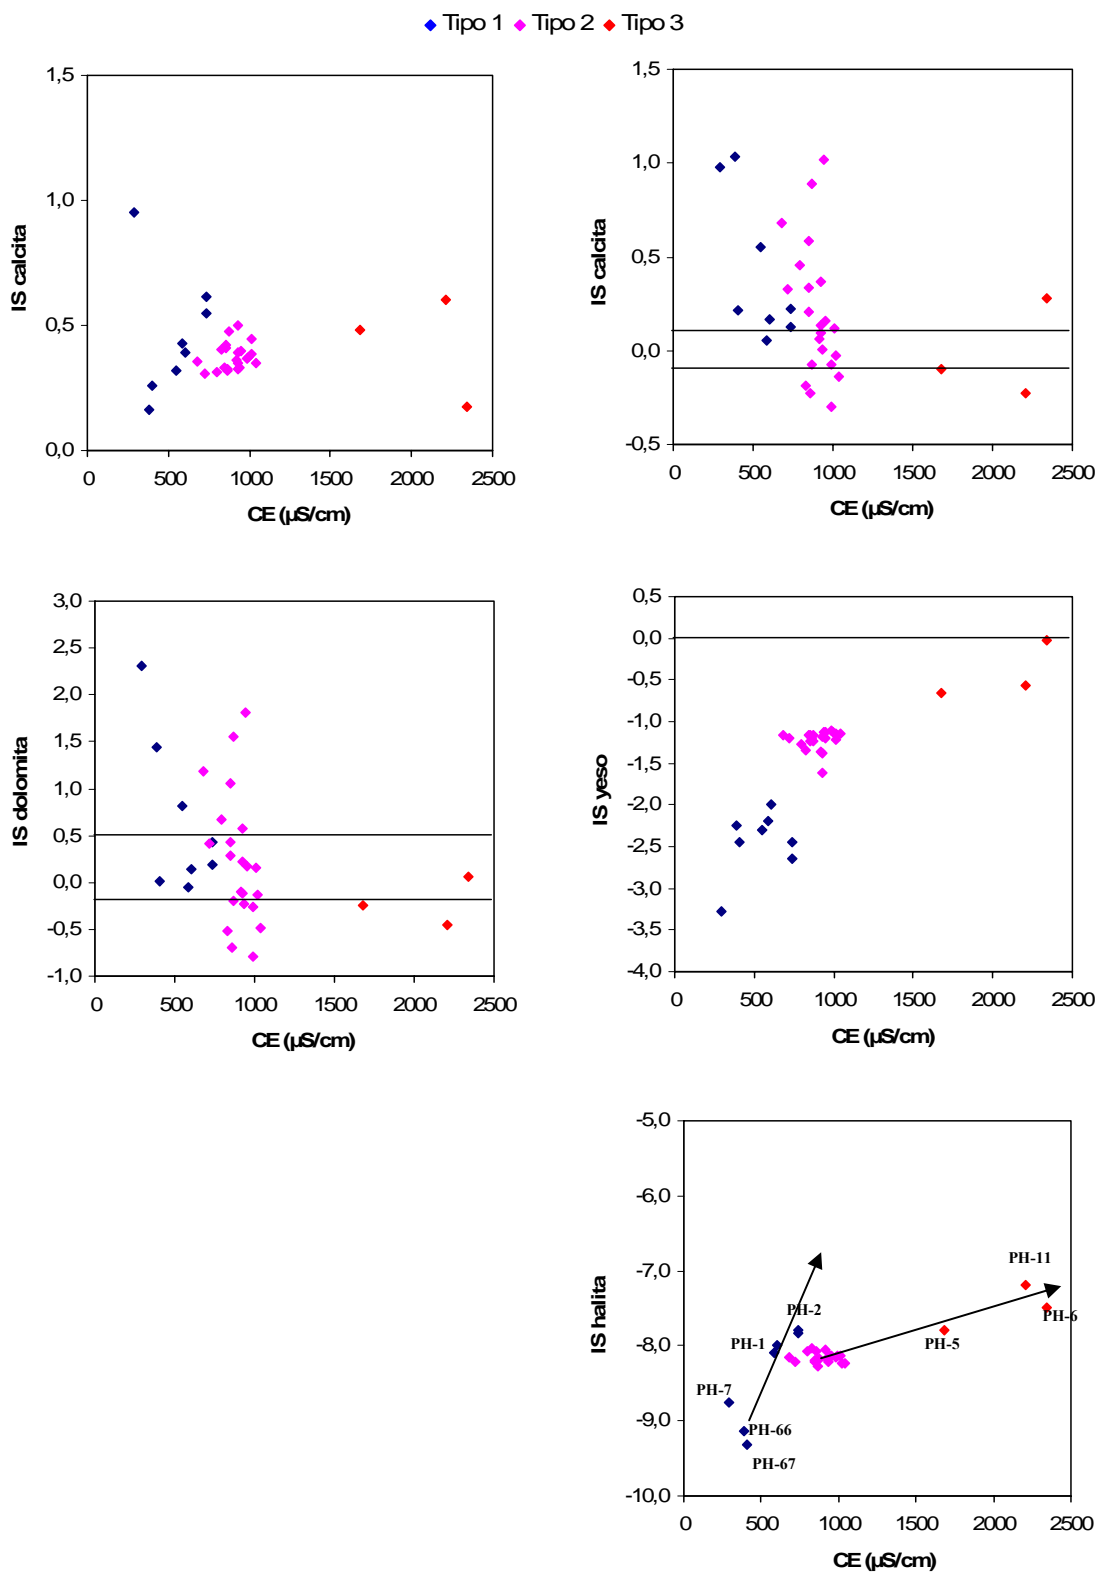 Tipo 1 Tipo 2 Tipo 3
1,5
1,0
0,5
0,0
IS calcita
0 500 1000 1500 2000 2500
CE (µS/cm)
1,5
1,0
0,5
0,0
-0,5
IS calcita
0 500 1000 1500 2000 2500
CE (µS/cm)
3,0
2,5
2,0
1,5
1,0
0,5
0,0
-0,5
-1,0
IS dolomita
0 500 1000 1500 2000 2500
CE (µS/cm)
0,5
0,0
-0,5
-1,0
-1,5
-2,0
-2,5
-3,0
-3,5
-4,0
IS yeso
0 500 1000 1500 2000 2500
CE (µS/cm)
-5,0
-6,0
-7,0
-8,0
-9,0
-10,0
IS halita
PH-11
PH-6
PH-2
PH-1
PH-5
PH-7
PH-66
PH-67
0 500 1000 1500 2000 2500
CE (µS/cm)